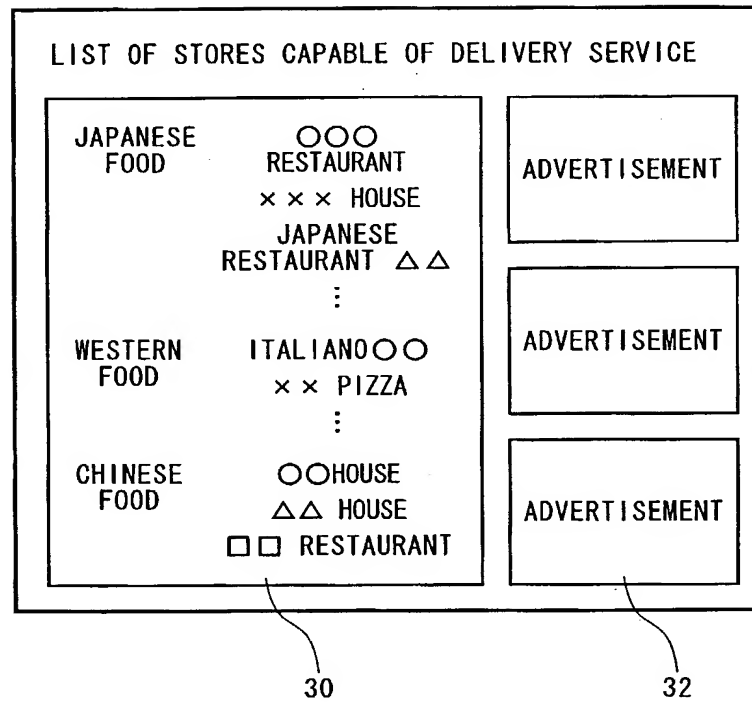 LIST OF STORES CAPABLE OF DELIVERY SERVICE
JAPANESE
FOOD
○○○
RESTAURANT
××× HOUSE
JAPANESE
RESTAURANT △△
⋮
WESTERN
FOOD
ITALIANO○○
×× PIZZA
⋮
CHINESE
FOOD
○○HOUSE
△△ HOUSE
□□ RESTAURANT
ADVERTISEMENT
ADVERTISEMENT
ADVERTISEMENT
30
32